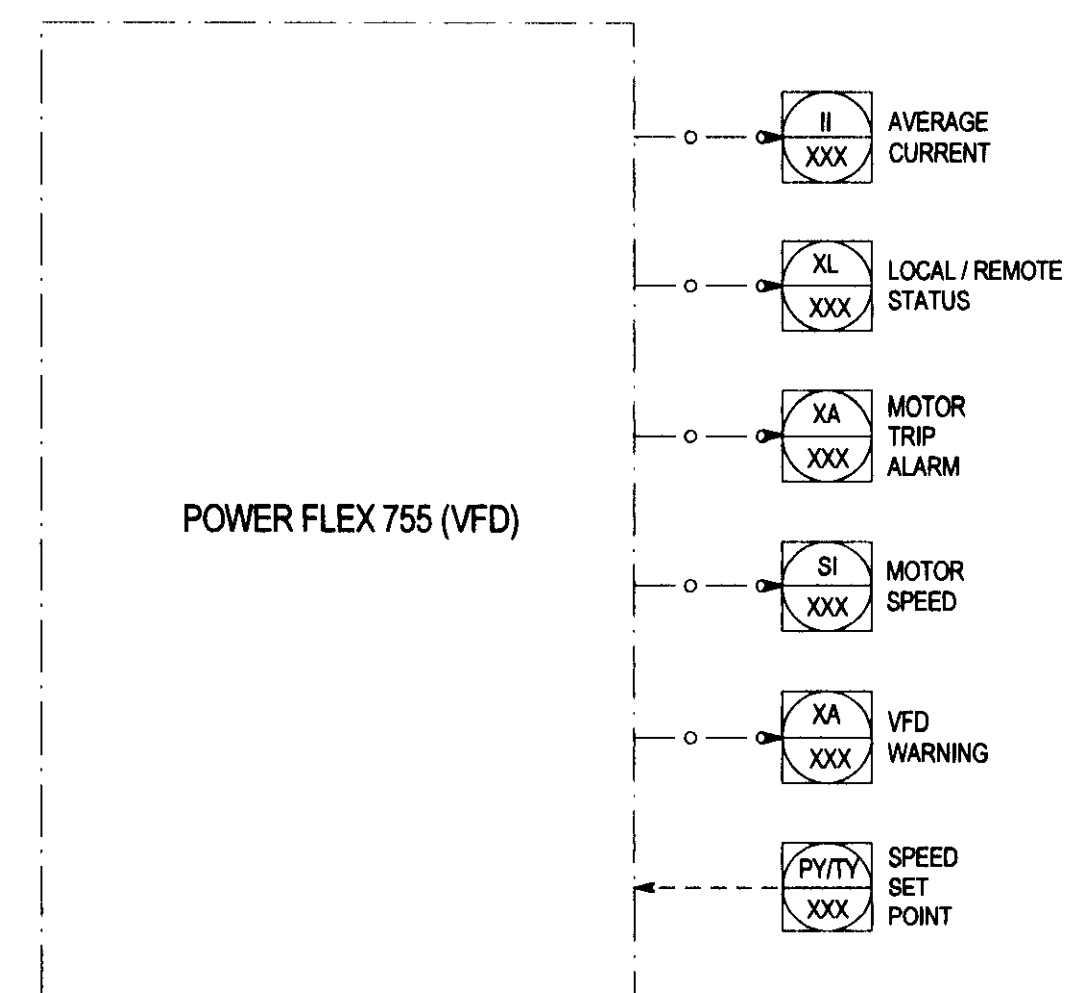 II
XXX
AVERAGE
CURRENT
XL
XXX
LOCAL / REMOTE
STATUS
XA
XXX
MOTOR
TRIP
ALARM
POWER FLEX 755 (VFD)
SI
XXX
MOTOR
SPEED
XA
XXX
VFD
WARNING
PY/TY
XXX
SPEED
SET
POINT